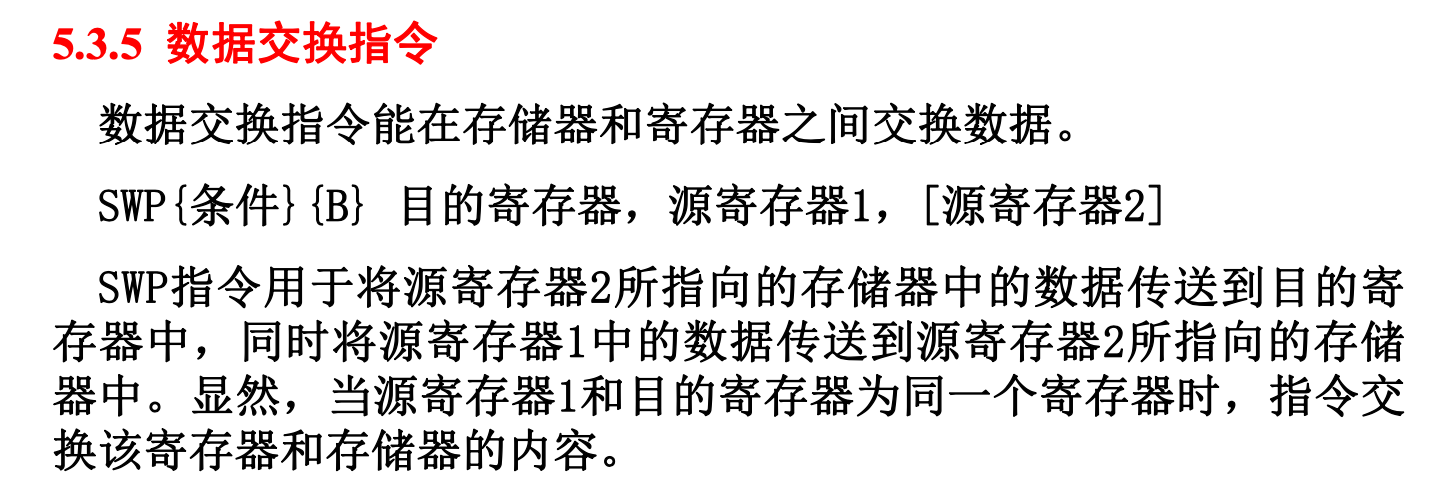 5.3.5 数据交换指令
数据交换指令能在存储器和寄存器之间交换数据。
SWP{条件}{B} 目的寄存器，源寄存器1，[源寄存器2]
SWP指令用于将源寄存器2所指向的存储器中的数据传送到目的寄
存器中，同时将源寄存器1中的数据传送到源寄存器2所指向的存储
器中。显然，当源寄存器1和目的寄存器为同一个寄存器时，指令交
换该寄存器和存储器的内容。